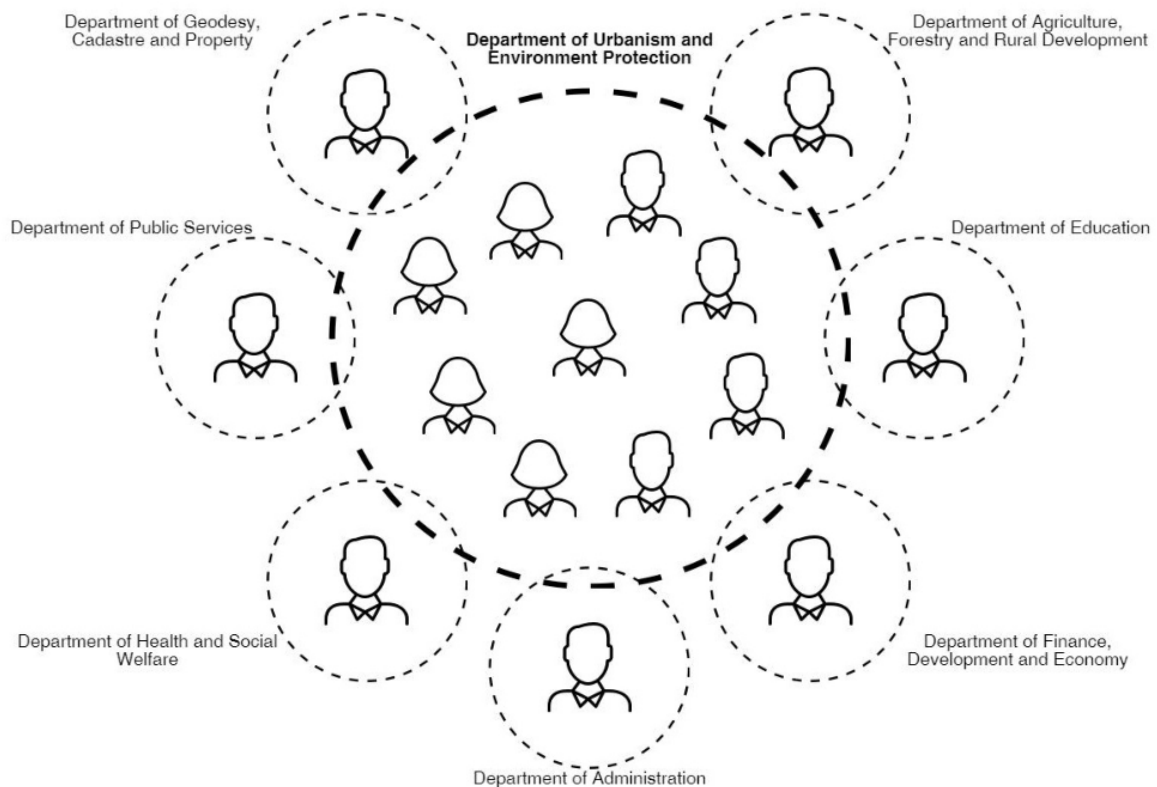 Department of Geodesy,
Cadastre and Property
Department of Urbanism and
Environment Protection
Department of Agriculture,
Forestry and Rural Development
Department of Public Services
Department of Education
Department of Health and Social
Welfare
Department of Finance,
Development and Economy
Department of Administration